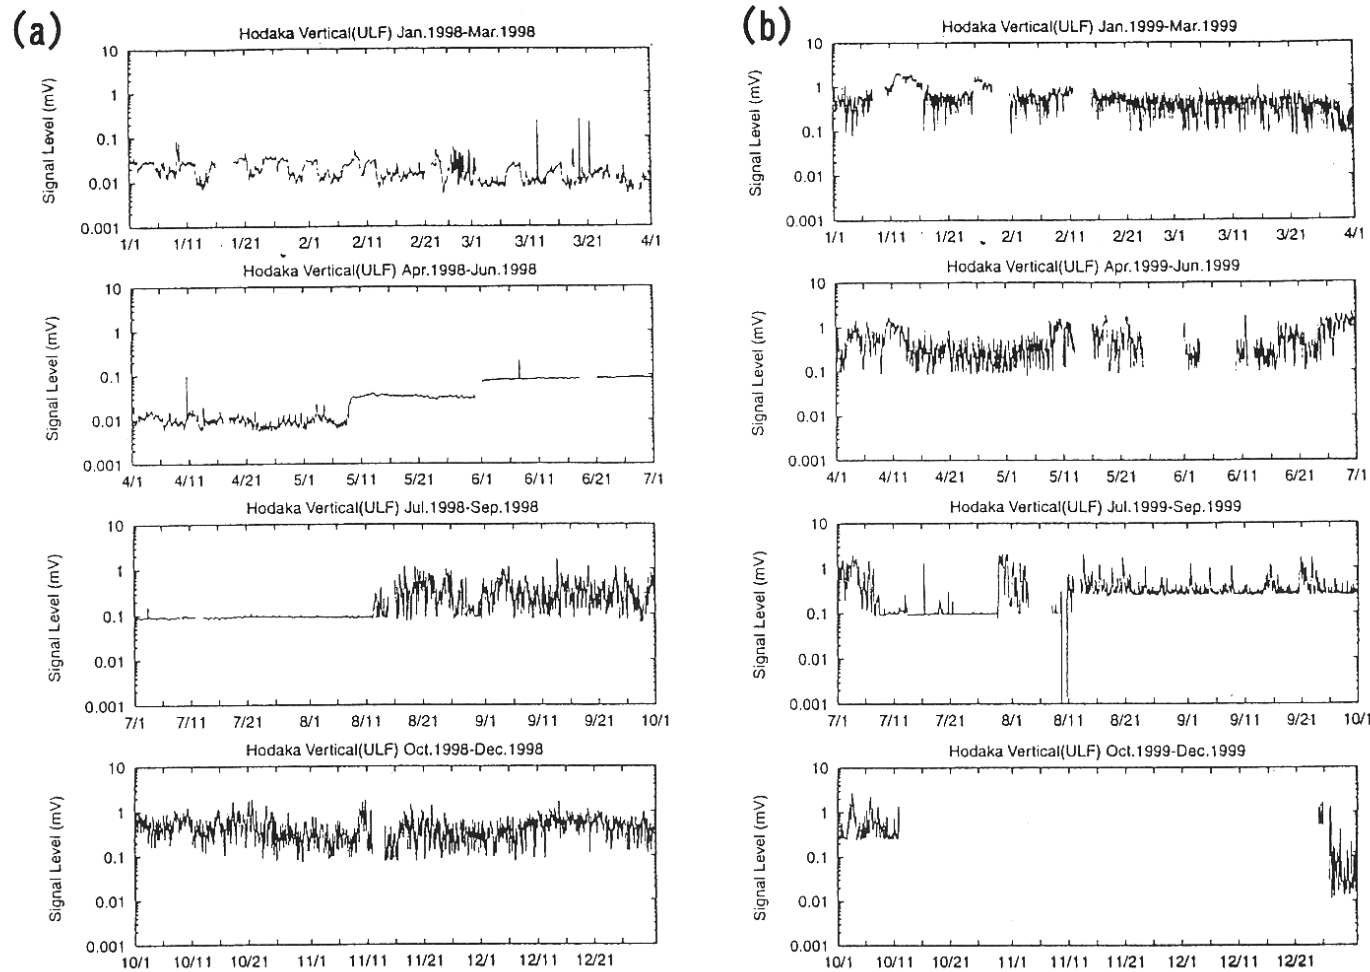 (a)
Hodaka Vertical(ULF) Jan.1998-Mar.1998
Signal Level (mV)
10
1
0.1
0.01
0.001
1/1 1/11 1/21 2/1 2/11 2/21 3/1 3/11 3/21 4/1
Hodaka Vertical(ULF) Apr.1998-Jun.1998
Signal Level (mV)
10
1
0.1
0.01
0.001
4/1 4/11 4/21 5/1 5/11 5/21 6/1 6/11 6/21 7/1
Hodaka Vertical(ULF) Jul.1998-Sep.1998
Signal Level (mV)
10
1
0.1
0.01
0.001
7/1 7/11 7/21 8/1 8/11 8/21 9/1 9/11 9/21 10/1
Hodaka Vertical(ULF) Oct.1998-Dec.1998
Signal Level (mV)
10
1
0.1
0.01
0.001
10/1 10/11 10/21 11/1 11/11 11/21 12/1 12/11 12/21
(b)
Hodaka Vertical(ULF) Jan.1999-Mar.1999
Signal Level (mV)
10
1
0.1
0.01
0.001
1/1 1/11 1/21 2/1 2/11 2/21 3/1 3/11 3/21 4/1
Hodaka Vertical(ULF) Apr.1999-Jun.1999
Signal Level (mV)
10
1
0.1
0.01
0.001
4/1 4/11 4/21 5/1 5/11 5/21 6/1 6/11 6/21 7/1
Hodaka Vertical(ULF) Jul.1999-Sep.1999
Signal Level (mV)
10
1
0.1
0.01
0.001
7/1 7/11 7/21 8/1 8/11 8/21 9/1 9/11 9/21 10/1
Hodaka Vertical(ULF) Oct.1999-Dec.1999
Signal Level (mV)
10
1
0.1
0.01
0.001
10/1 10/11 10/21 11/1 11/11 11/21 12/1 12/11 12/21